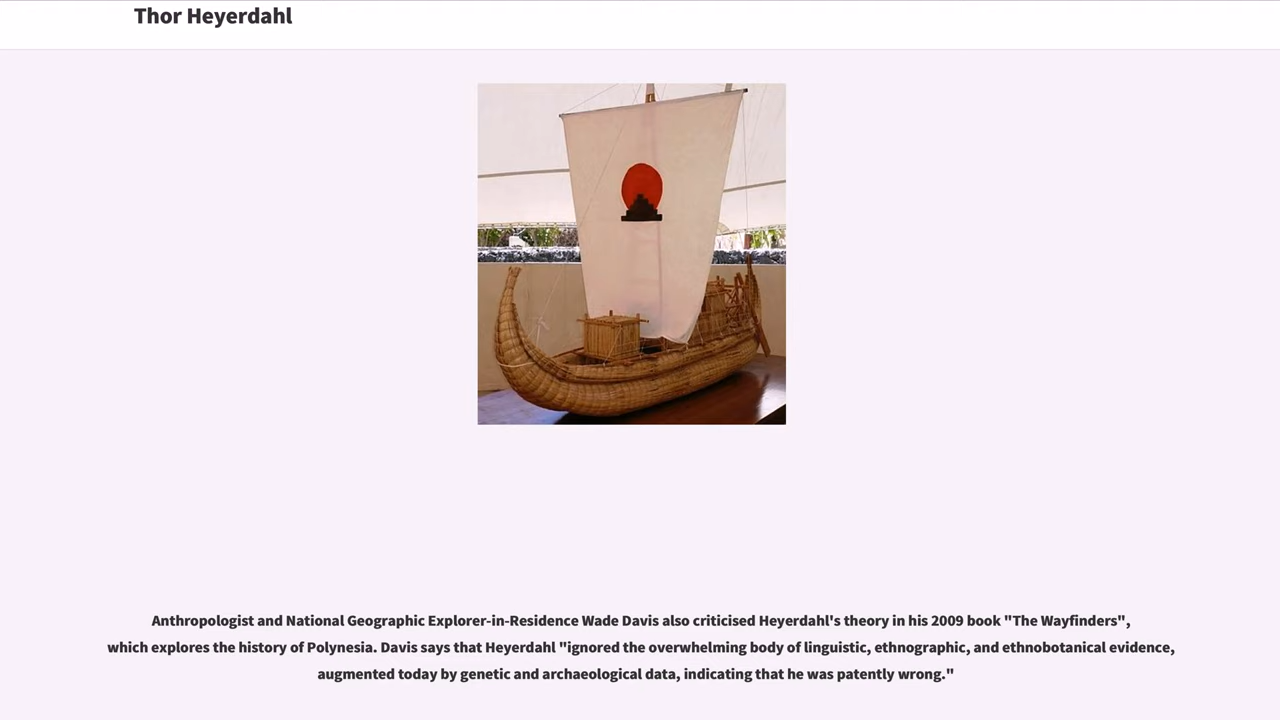 Thor Heyerdahl
Anthropologist and National Geographic Explorer-in-Residence Wade Davis also criticised Heyerdahl's theory in his 2009 book "The Wayfinders",
which explores the history of Polynesia. Davis says that Heyerdahl "ignored the overwhelming body of linguistic, ethnographic, and ethnobotanical evidence,
augmented today by genetic and archaeological data, indicating that he was patently wrong."